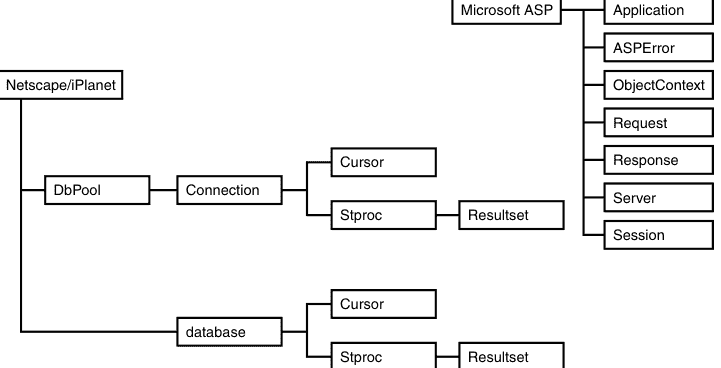 Microsoft ASP
Application
ASPError
ObjectContext
Request
Response
Server
Session
Netscape/iPlanet
DbPool
Connection
Cursor
Stproc
Resultset
database
Cursor
Stproc
Resultset